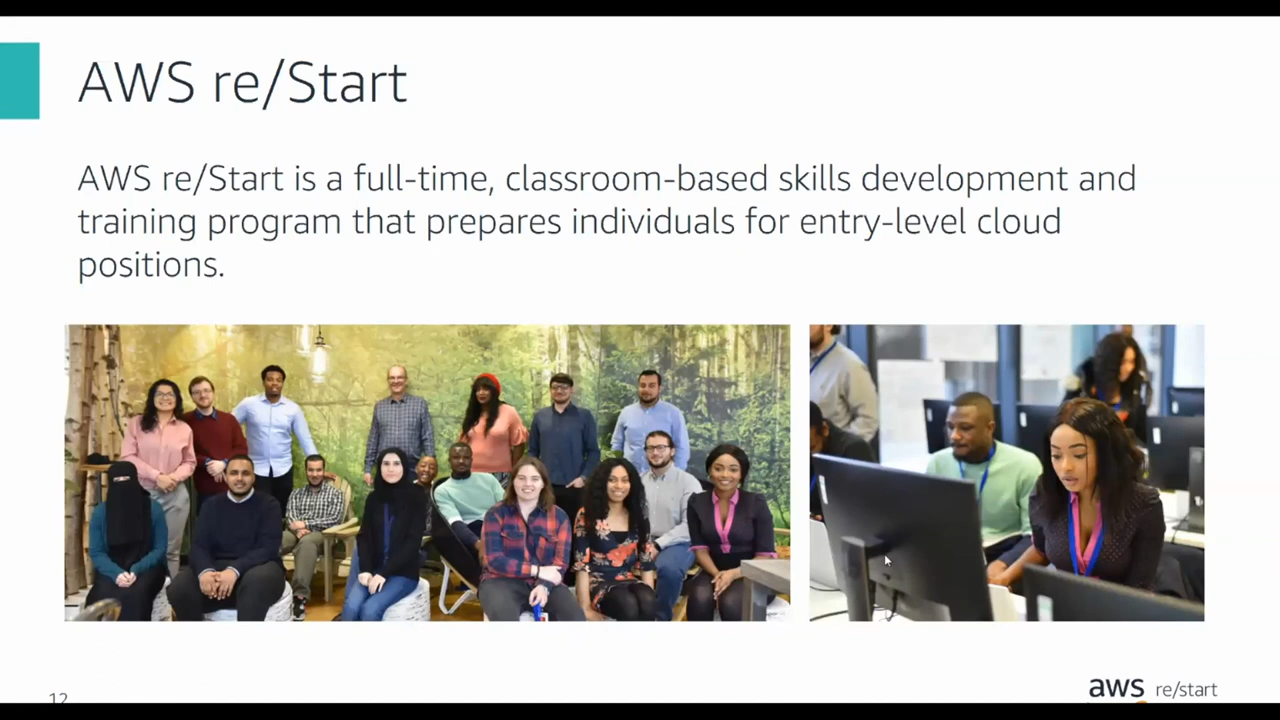 AWS re/Start
AWS re/Start is a full-time, classroom-based skills development and
training program that prepares individuals for entry-level cloud
positions.
12
aws re/start